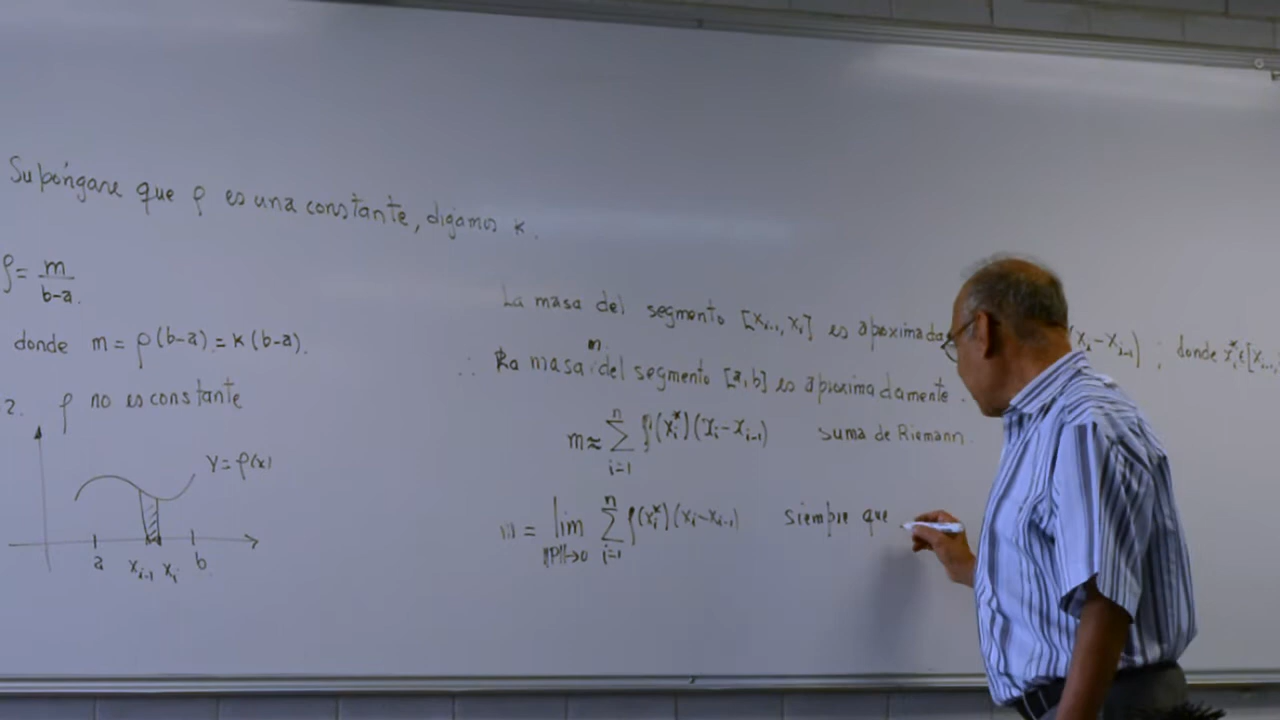 Supóngase que ρ es una constante, digamos k.
ρ = m / b-a.
donde m = ρ(b-a) = k(b-a).
2. ρ no es constante
y = ρ(x)
a x_{i-1} x_i b
La masa del segmento [x_{i-1}, x_i] es aproximada (x_i - x_{i-1}) ; donde x_i^* ∈ [x_{i-1},
m
∴ La masa del segmento [a,b] es aproximadamente
m ≈ ∑_{i=1}^{n} ρ(x_i^*)(x_i - x_{i-1}) suma de Riemann.
m = lim_{||P||→0} ∑_{i=1}^{n} ρ(x_i^*)(x_i - x_{i-1}) siempre que